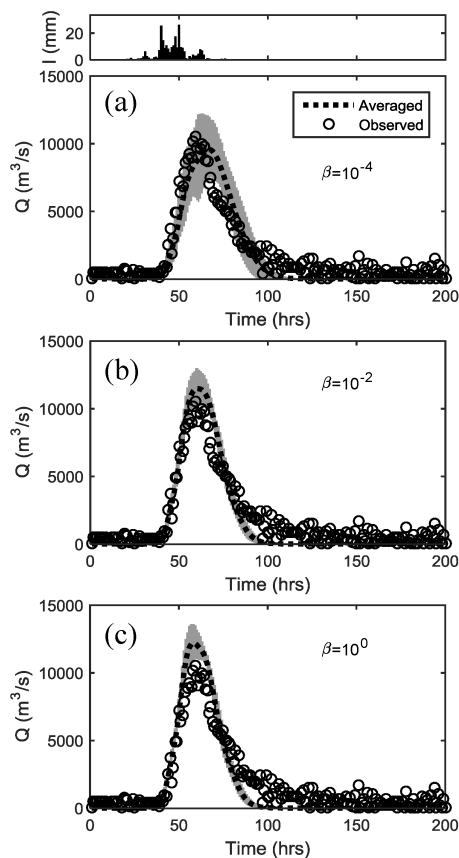 I (mm)
20
0
15000
10000
5000
0
Q (m³/s)
(a)
Averaged
Observed
β=10⁻⁴
0 50 100 150 200
Time (hrs)
15000
10000
5000
0
Q (m³/s)
(b)
β=10⁻²
0 50 100 150 200
Time (hrs)
15000
10000
5000
0
Q (m³/s)
(c)
β=10⁰
0 50 100 150 200
Time (hrs)